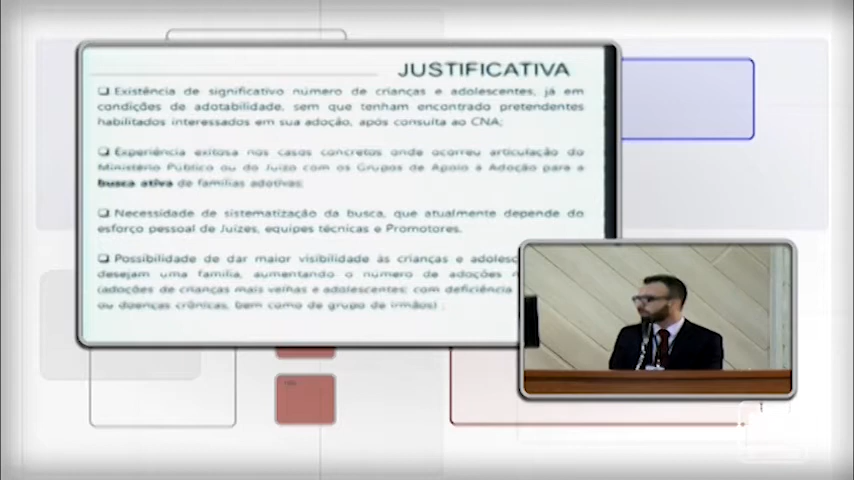 JUSTIFICATIVA
❑ Existência de significativo número de crianças e adolescentes, já em
condições de adotabilidade, sem que tenham encontrado pretendentes
habilitados interessados em sua adoção, após consulta ao CNA;
❑ Experiência exitosa nos casos concretos onde ocorreu articulação do
Ministério Público ou do Juízo com os Grupos de Apoio à Adoção para a
busca ativa de famílias adotivas;
❑ Necessidade de sistematização da busca, que atualmente depende do
esforço pessoal de Juízes, equipes técnicas e Promotores.
❑ Possibilidade de dar maior visibilidade às crianças e adolesc
desejam uma família, aumentando o número de adoções n
(adoções de crianças mais velhas e adolescentes; com deficiência
ou doenças crônicas, bem como de grupo de irmãos) ;